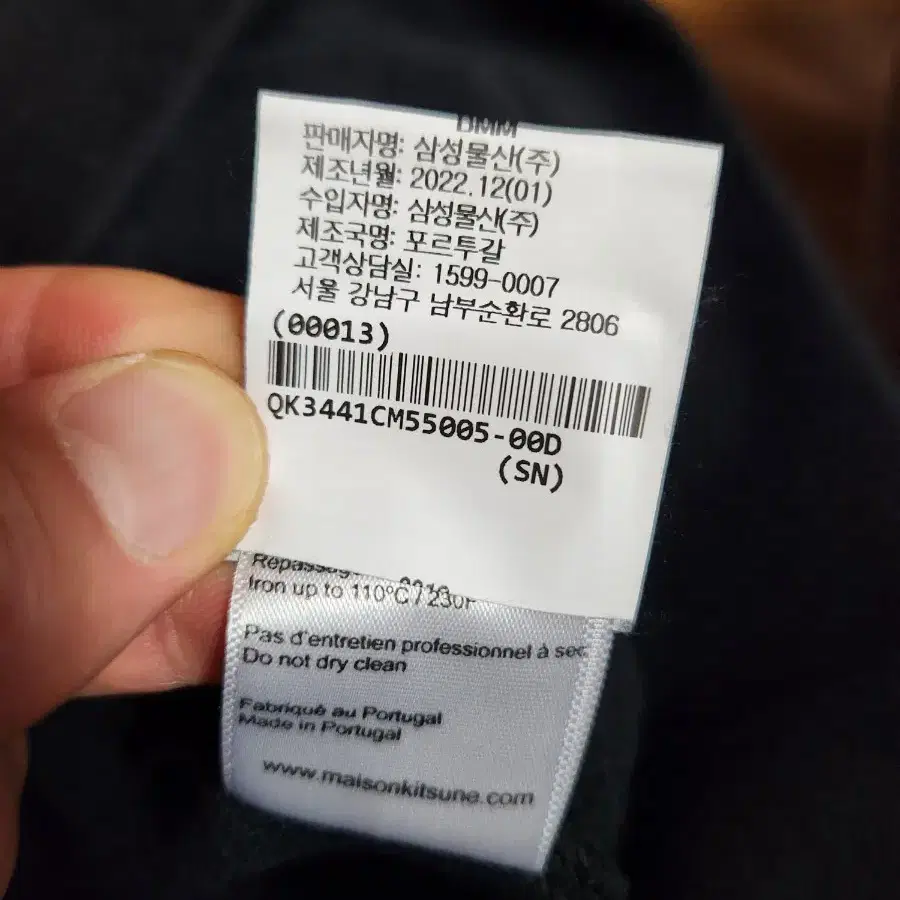 판매자명: 삼성물산(주)
제조년월: 2022.12(01)
수입자명: 삼성물산(주)
제조국명: 포르투갈
고객상담실: 1599-0007
서울 강남구 남부순환로 2806
(00013)
QK3441CM55005-00D
(SN)
Iron up to 110°C / 230F
Pas d'entretien professionnel à sec
Do not dry clean
Fabriqué au Portugal
Made in Portugal
www.maisonkitsune.com